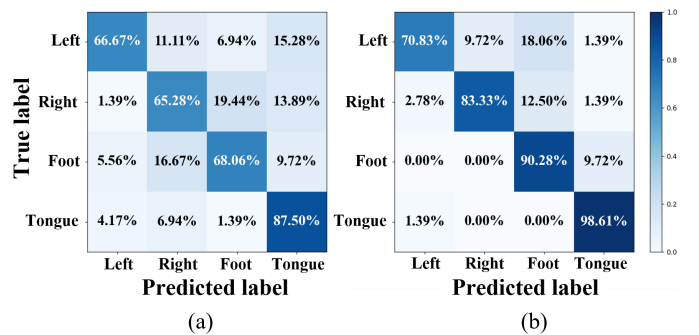 Left 66.67% 11.11% 6.94% 15.28%
Right 1.39% 65.28% 19.44% 13.89%
Foot 5.56% 16.67% 68.06% 9.72%
Tongue 4.17% 6.94% 1.39% 87.50%
Left Right Foot Tongue
Predicted label
True label
(a)
Left 70.83% 9.72% 18.06% 1.39%
Right 2.78% 83.33% 12.50% 1.39%
Foot 0.00% 0.00% 90.28% 9.72%
Tongue 1.39% 0.00% 0.00% 98.61%
Left Right Foot Tongue
Predicted label
(b)
1.0
0.8
0.6
0.4
0.2
0.0